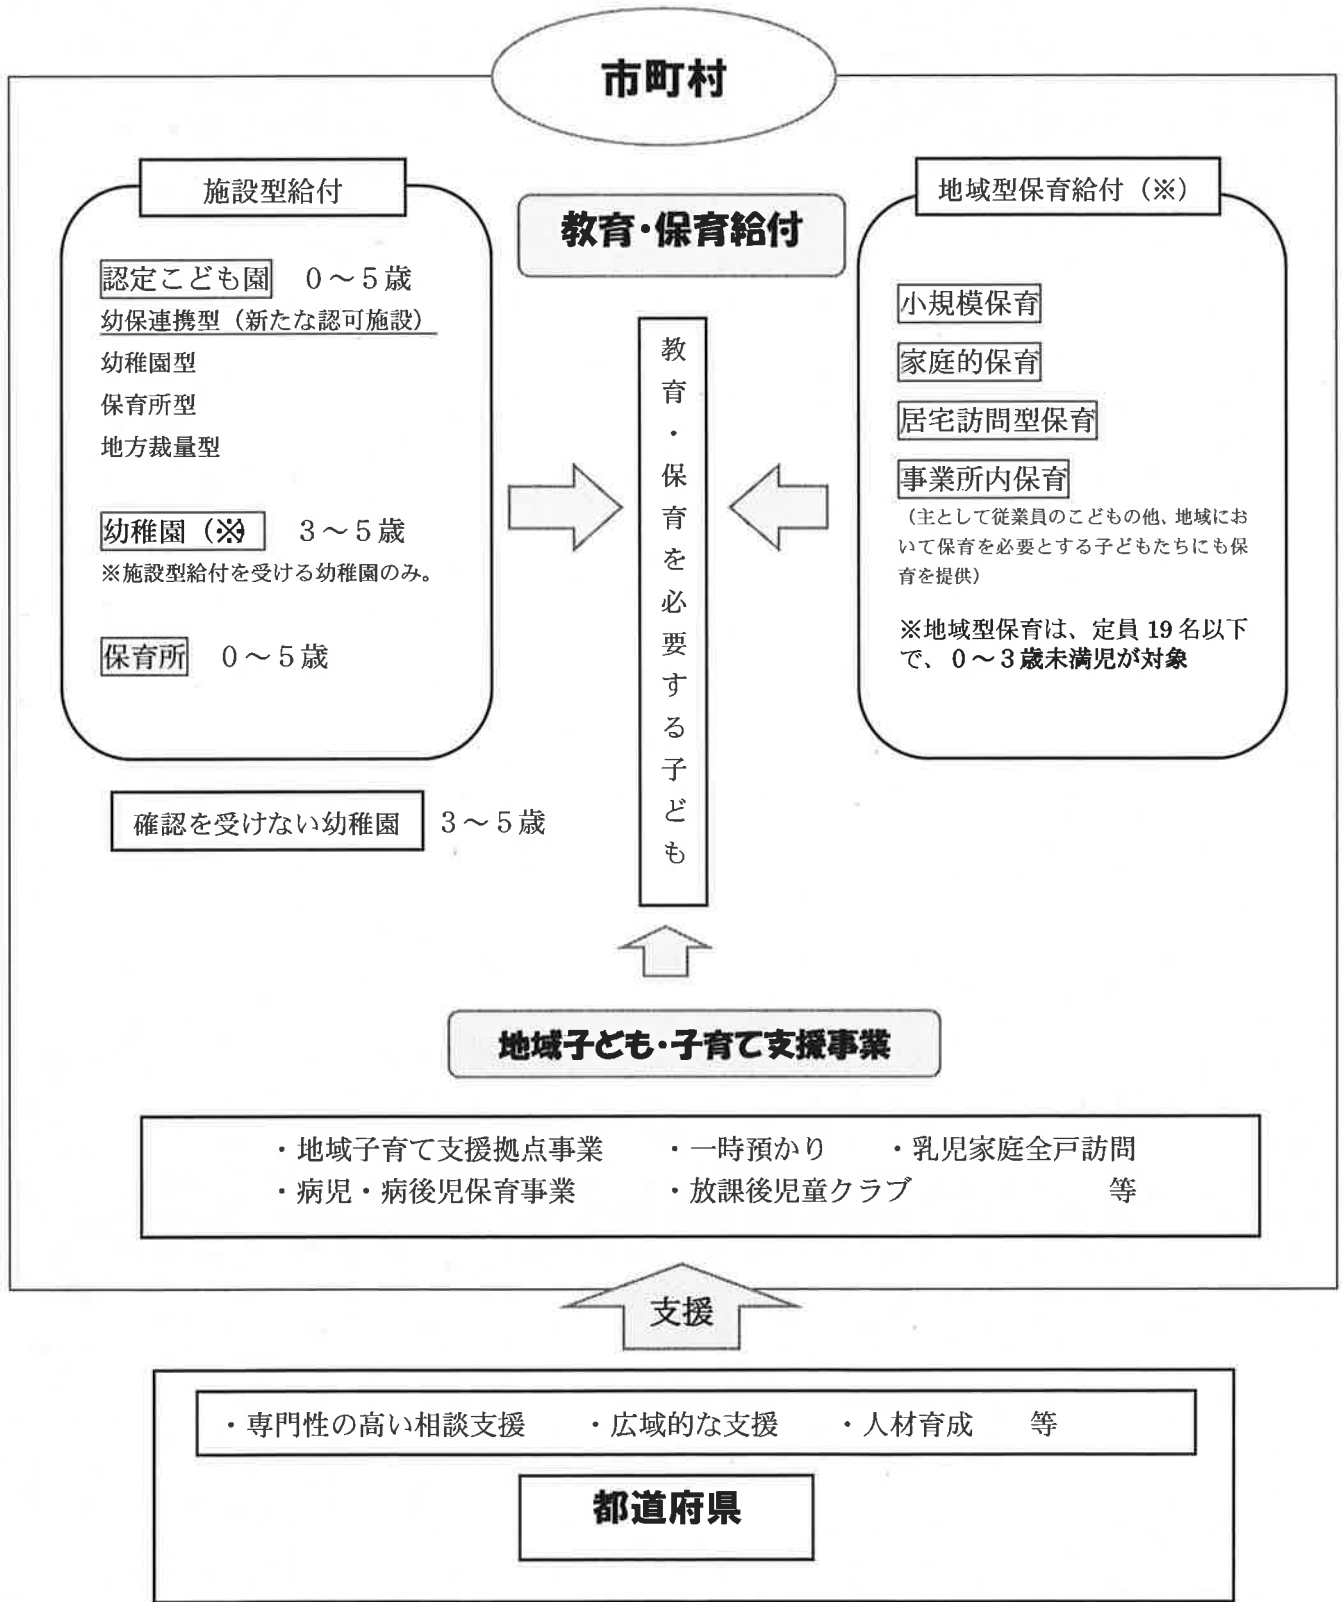 市町村
施設型給付
認定こども園　０～５歳
幼保連携型（新たな認可施設）
幼稚園型
保育所型
地方裁量型
幼稚園（※）　３～５歳
※施設型給付を受ける幼稚園のみ。
保育所　０～５歳
確認を受けない幼稚園　３～５歳
教育・保育給付
教育・保育を必要する子ども
地域型保育給付（※）
小規模保育
家庭的保育
居宅訪問型保育
事業所内保育
（主として従業員のこどもの他、地域にお
いて保育を必要とする子どもたちにも保
育を提供）
※地域型保育は、定員 19 名以下
で、０～３歳未満児が対象
地域子ども・子育て支援事業
・地域子育て支援拠点事業　・一時預かり　・乳児家庭全戸訪問
・病児・病後児保育事業　・放課後児童クラブ　等
支援
・専門性の高い相談支援　・広域的な支援　・人材育成　等
都道府県